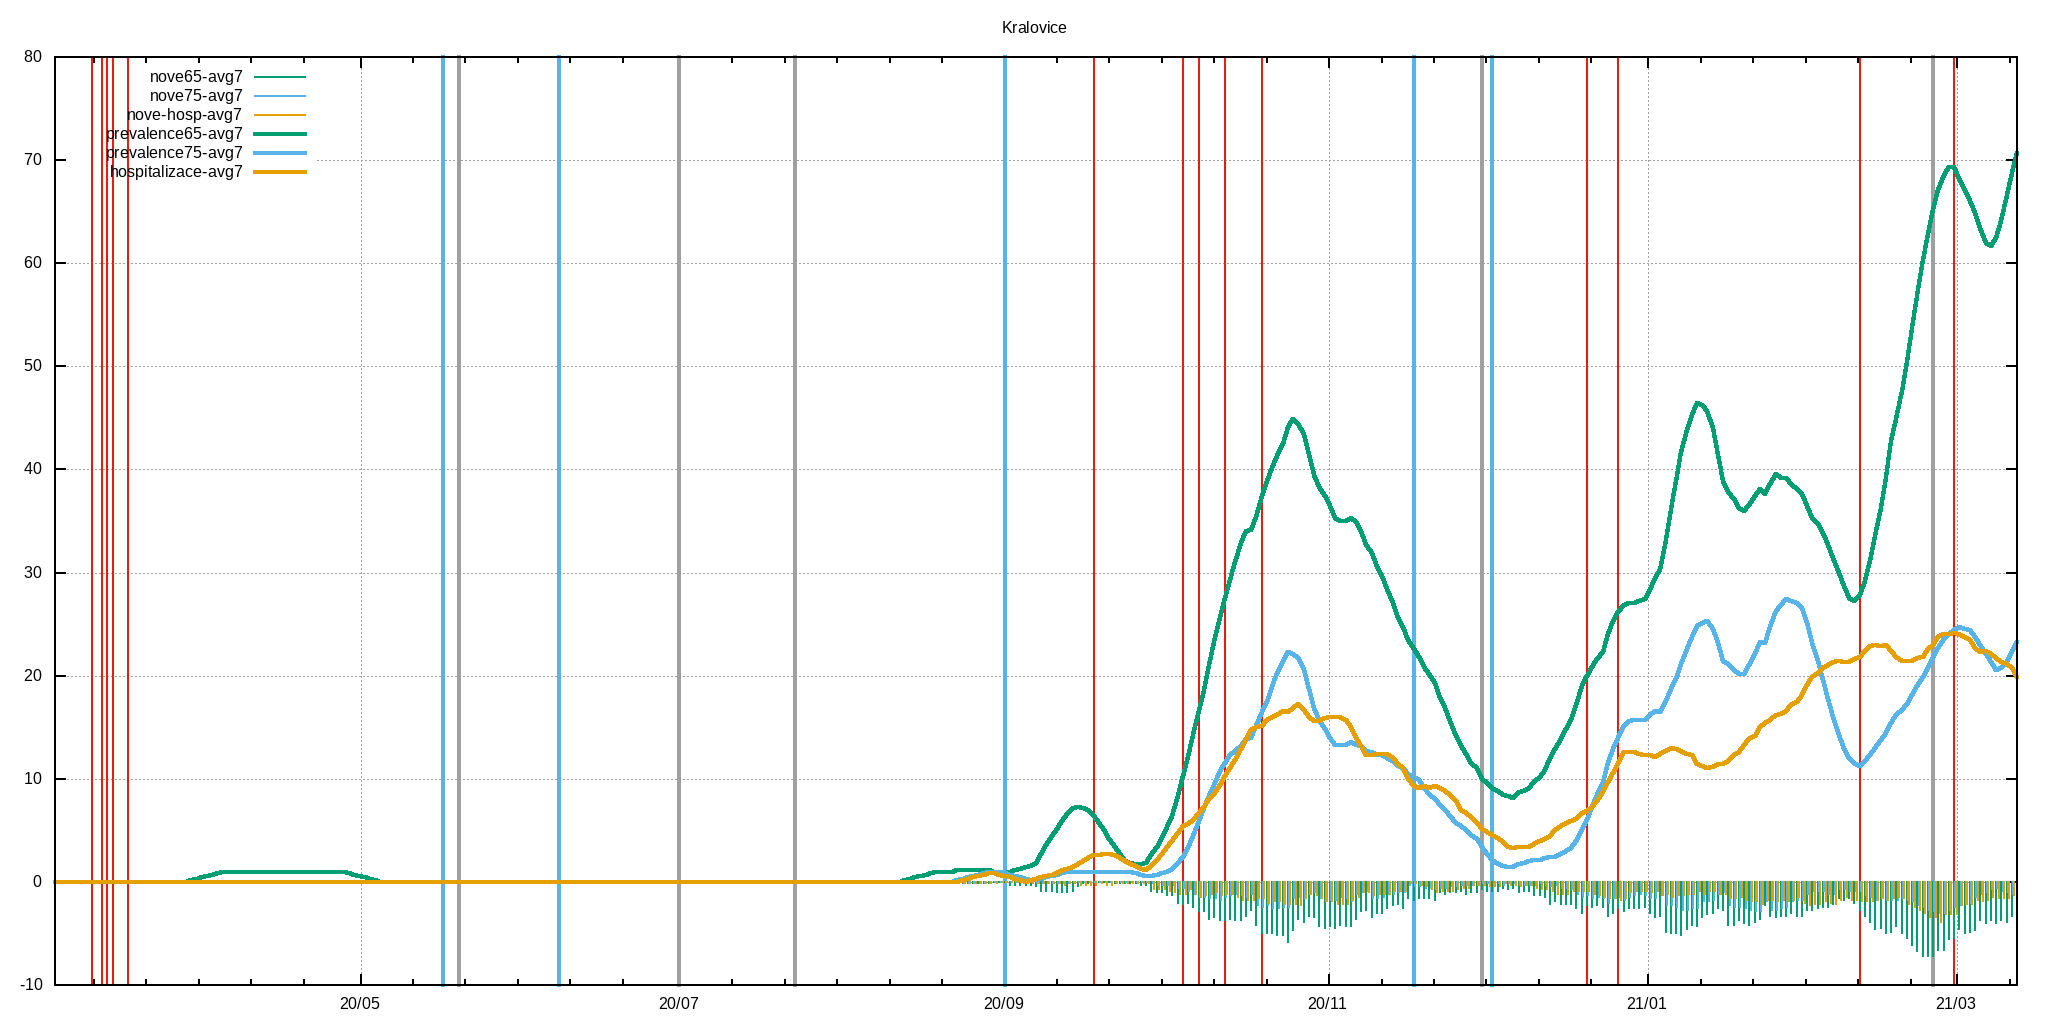 Kralovice
80
70
60
50
40
30
20
10
0
-10
nove65-avg7
nove75-avg7
nove-hosp-avg7
prevalence65-avg7
prevalence75-avg7
hospitalizace-avg7
20/05 20/07 20/09 20/11 21/01 21/03